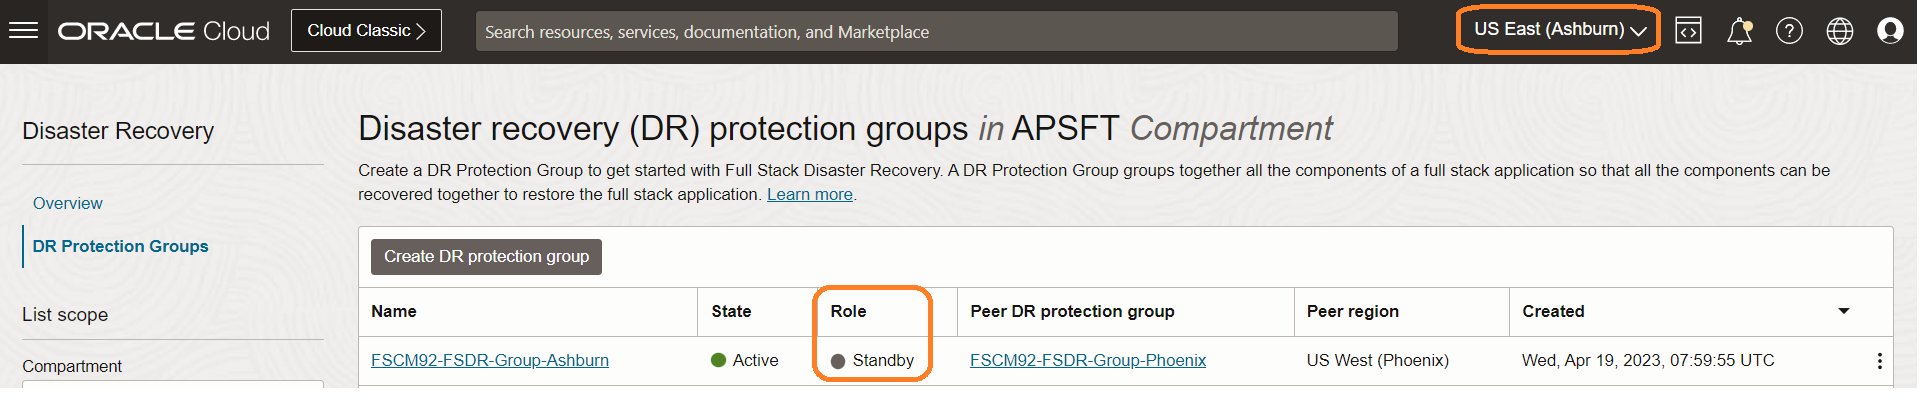 ORACLE Cloud
Cloud Classic
Search resources, services, documentation, and Marketplace
US East (Ashburn)
Disaster Recovery
Overview
DR Protection Groups
List scope
Compartment
Disaster recovery (DR) protection groups in APSFT Compartment
Create a DR Protection Group to get started with Full Stack Disaster Recovery. A DR Protection Group groups together all the components of a full stack application so that all the components can be
recovered together to restore the full stack application. Learn more.
Create DR protection group
Name State Role Peer DR protection group Peer region Created
FSCM92-FSDR-Group-Ashburn Active Standby FSCM92-FSDR-Group-Phoenix US West (Phoenix) Wed, Apr 19, 2023, 07:59:55 UTC